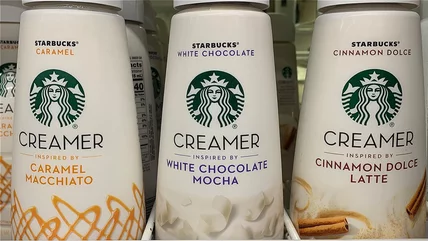 STARBUCKS®
CARAMEL
CREAMER
INSPIRED BY
CARAMEL
MACCHIATO
STARBUCKS®
WHITE CHOCOLATE
CREAMER
INSPIRED BY
WHITE CHOCOLATE
MOCHA
STARBUCKS®
CINNAMON DOLCE
CREAMER
INSPIRED BY
CINNAMON DOLCE
LATTE